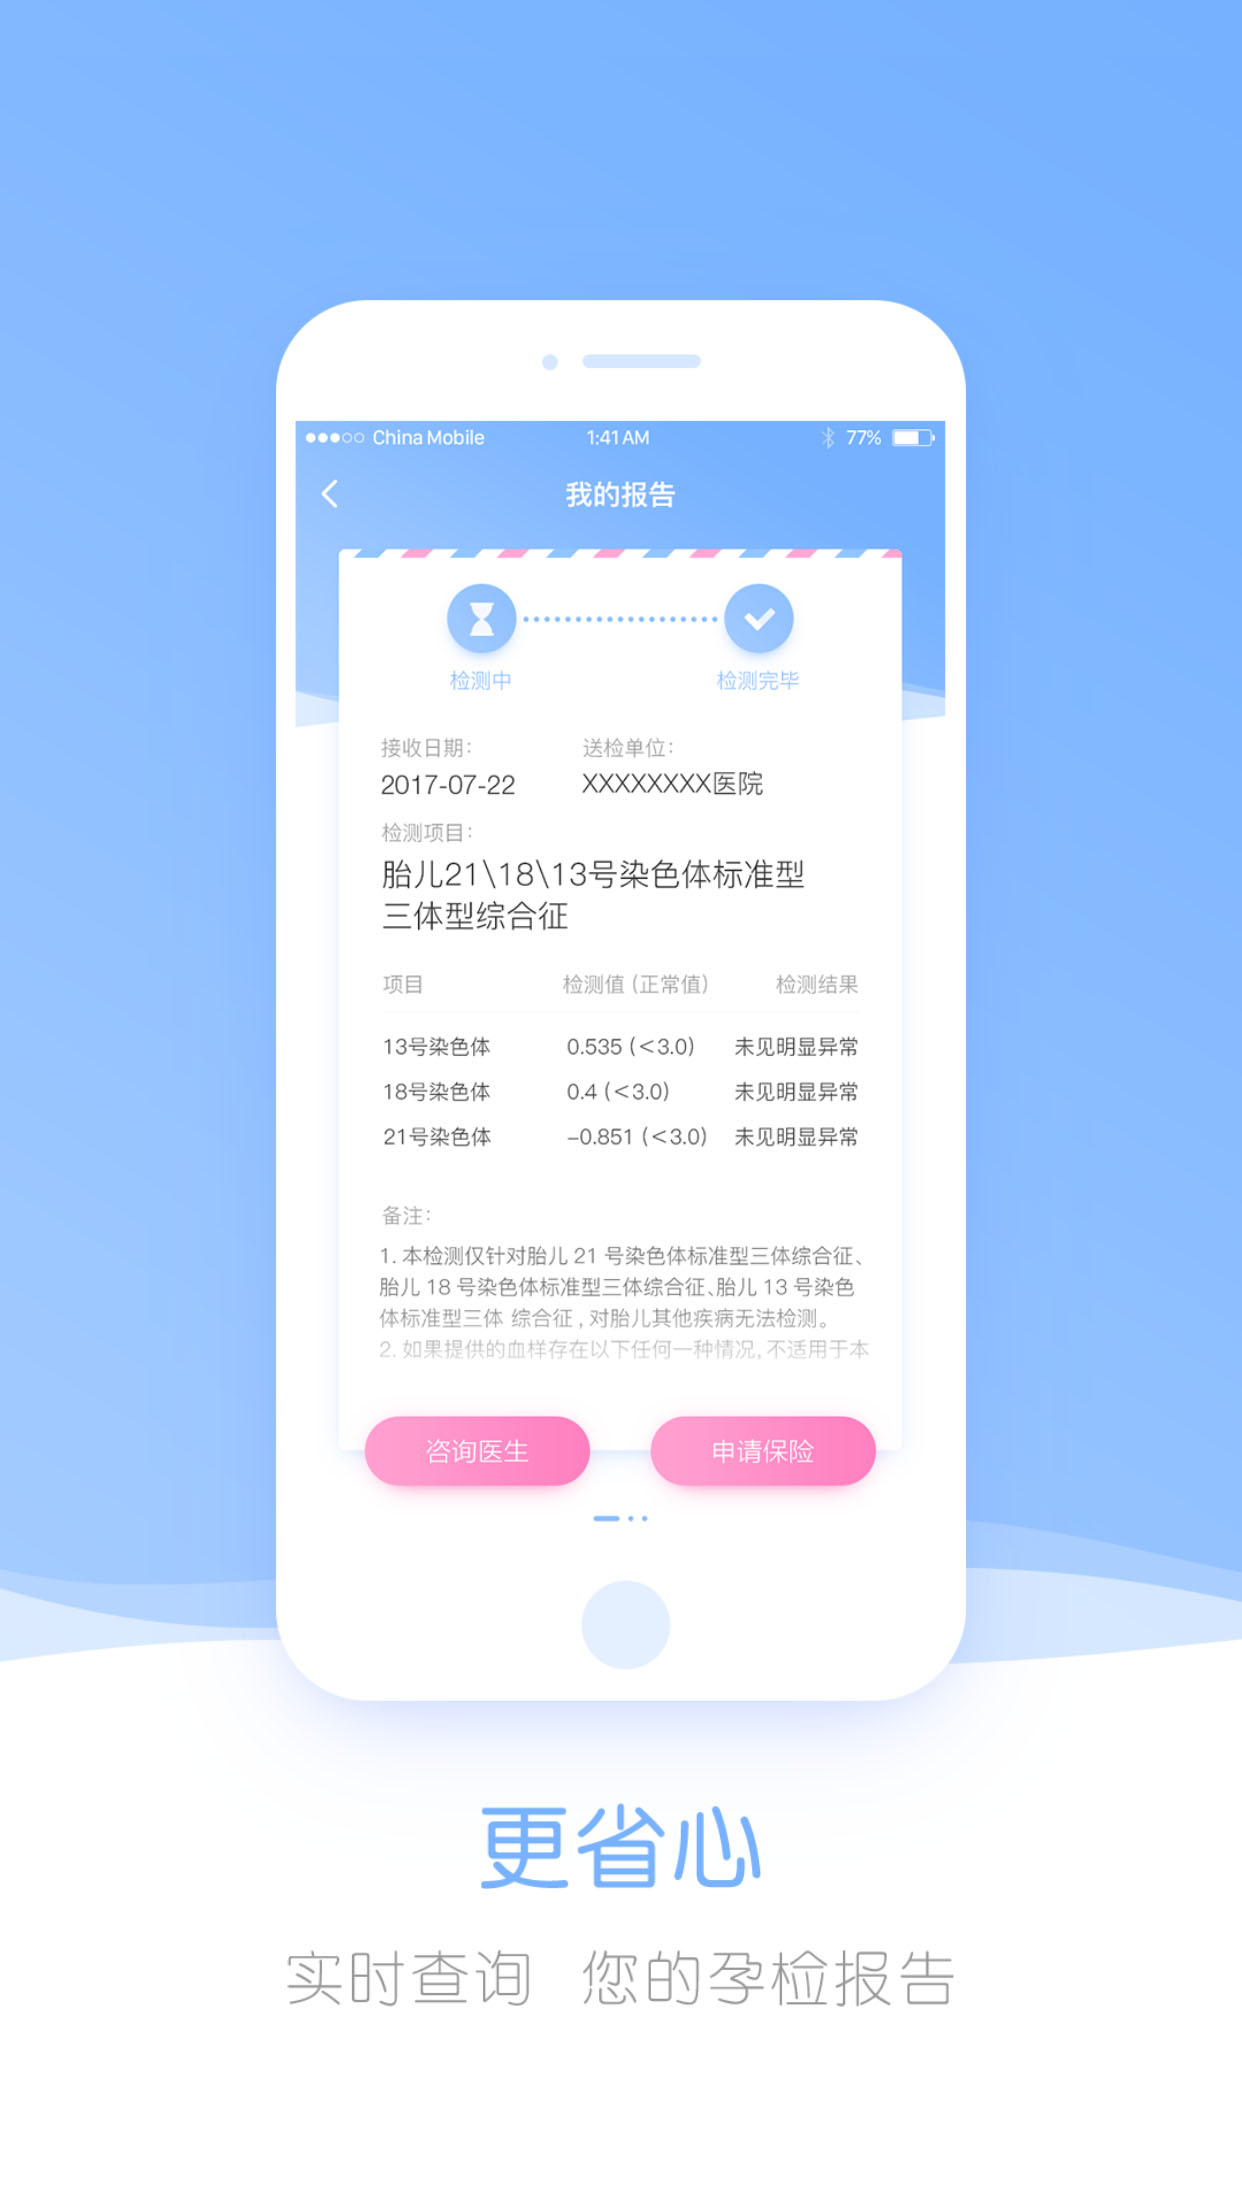 China Mobile 1:41 AM 77%
我的报告
检测中 检测完毕
接收日期: 送检单位:
2017-07-22 XXXXXXXX医院
检测项目:
胎儿21\18\13号染色体标准型
三体型综合征
项目 检测值 (正常值) 检测结果
13号染色体 0.535 (<3.0) 未见明显异常
18号染色体 0.4 (<3.0) 未见明显异常
21号染色体 -0.851 (<3.0) 未见明显异常
备注:
1. 本检测仅针对胎儿 21 号染色体标准型三体综合征、
胎儿 18 号染色体标准型三体综合征、胎儿 13 号染色
体标准型三体 综合征 , 对胎儿其他疾病无法检测。
2. 如果提供的血样存在以下任何一种情况, 不适用于本
咨询医生 申请保险
更省心
实时查询 您的孕检报告